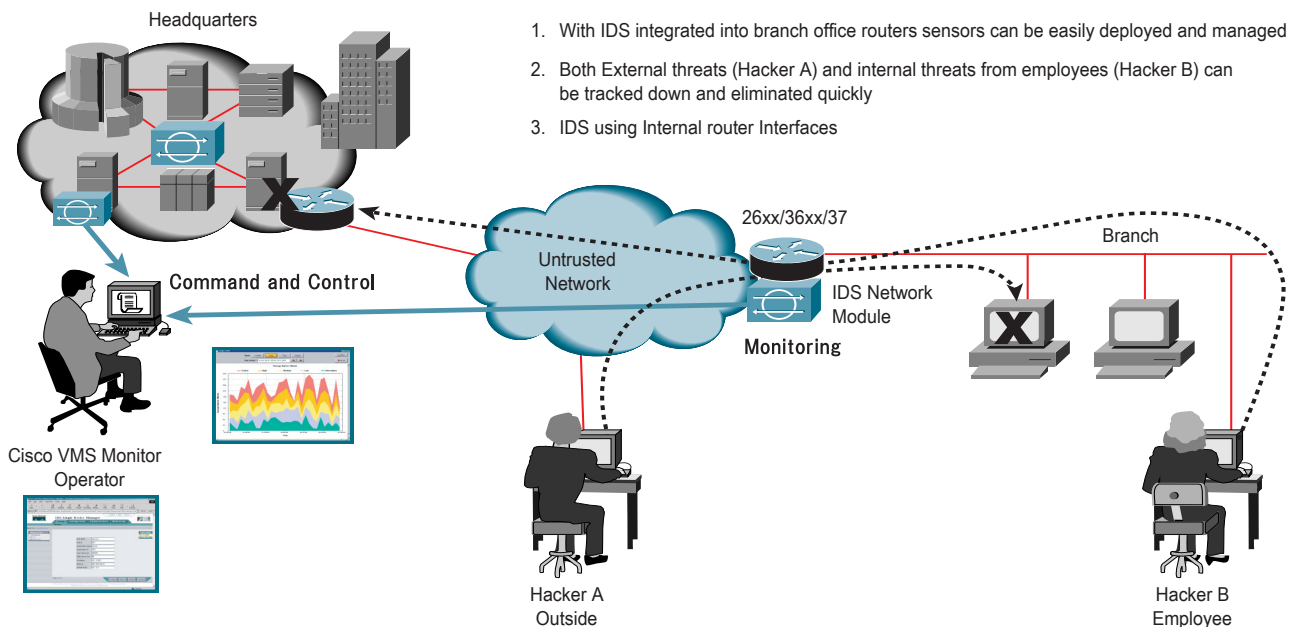 Headquarters
1. With IDS integrated into branch office routers sensors can be easily deployed and managed
2. Both External threats (Hacker A) and internal threats from employees (Hacker B) can
be tracked down and eliminated quickly
3. IDS using Internal router Interfaces
26xx/36xx/37
Branch
Untrusted
Network
Command and Control
IDS Network
Module
Monitoring
Cisco VMS Monitor
Operator
Hacker A
Outside
Hacker B
Employee